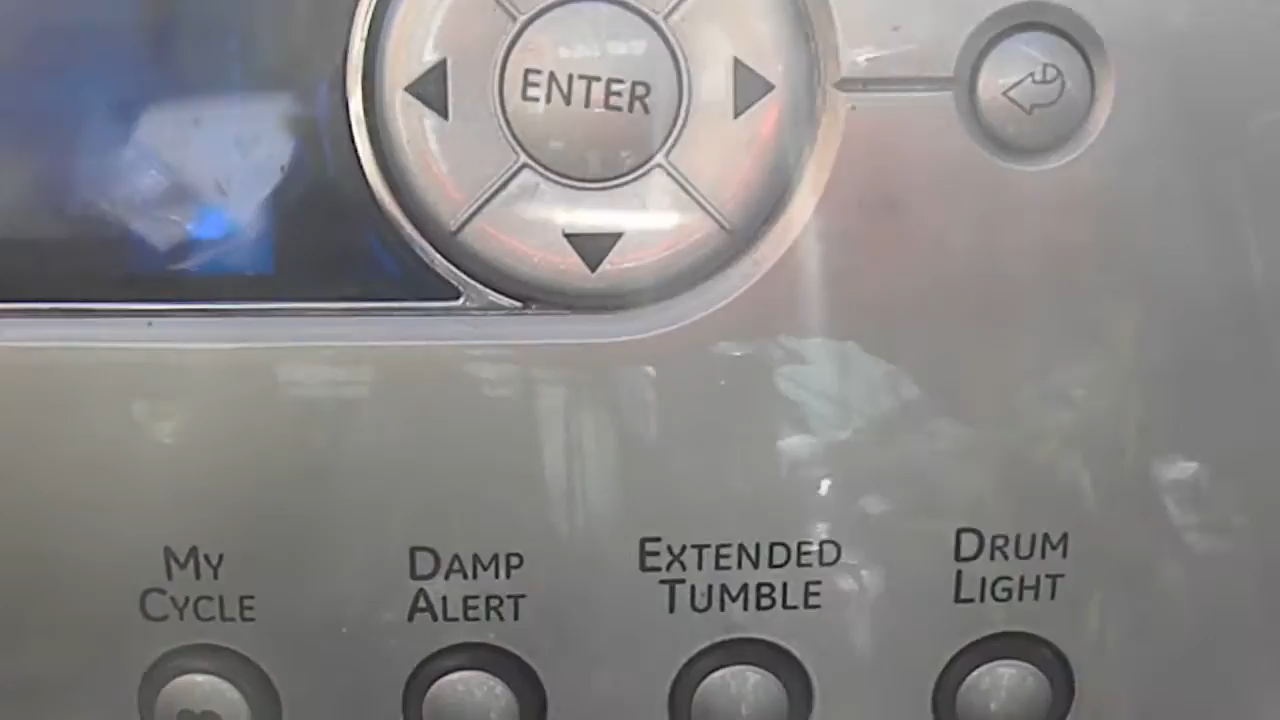 ENTER
MY
CYCLE
DAMP
ALERT
EXTENDED
TUMBLE
DRUM
LIGHT